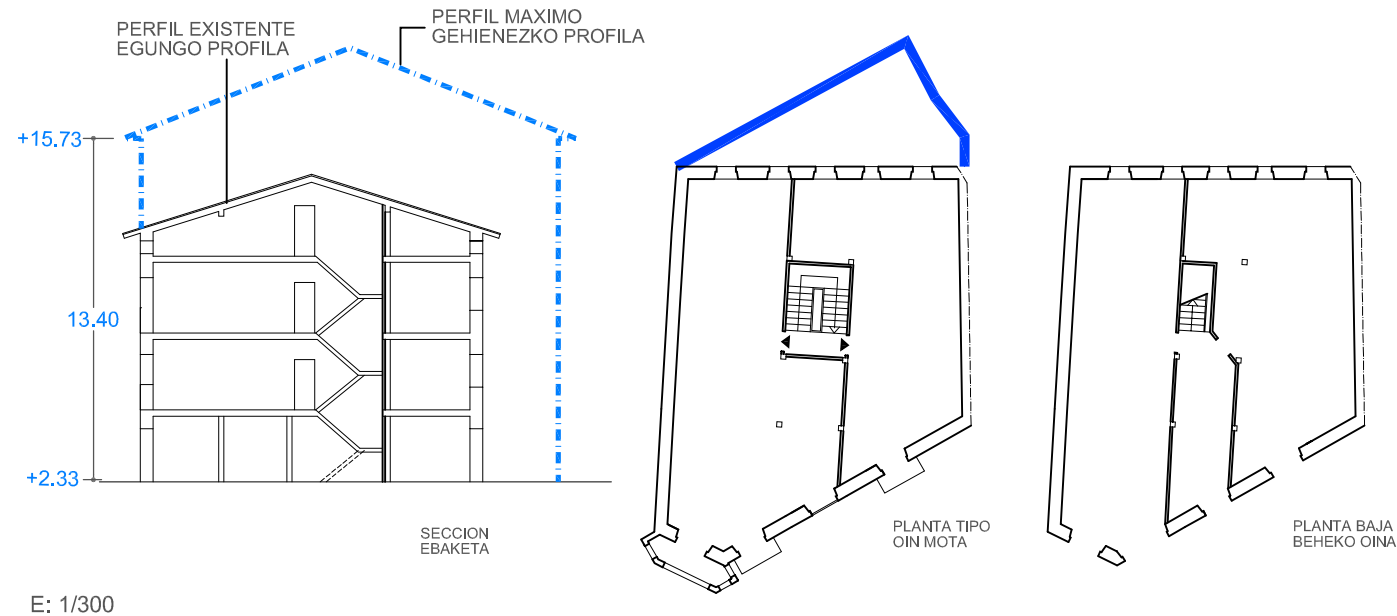 PERFIL EXISTENTE
EGUNGO PROFILA
PERFIL MAXIMO
GEHIENEZKO PROFILA
+15.73
13.40
+2.33
SECCION
EBAKETA
PLANTA TIPO
OIN MOTA
PLANTA BAJA
BEHEKO OINA
E: 1/300